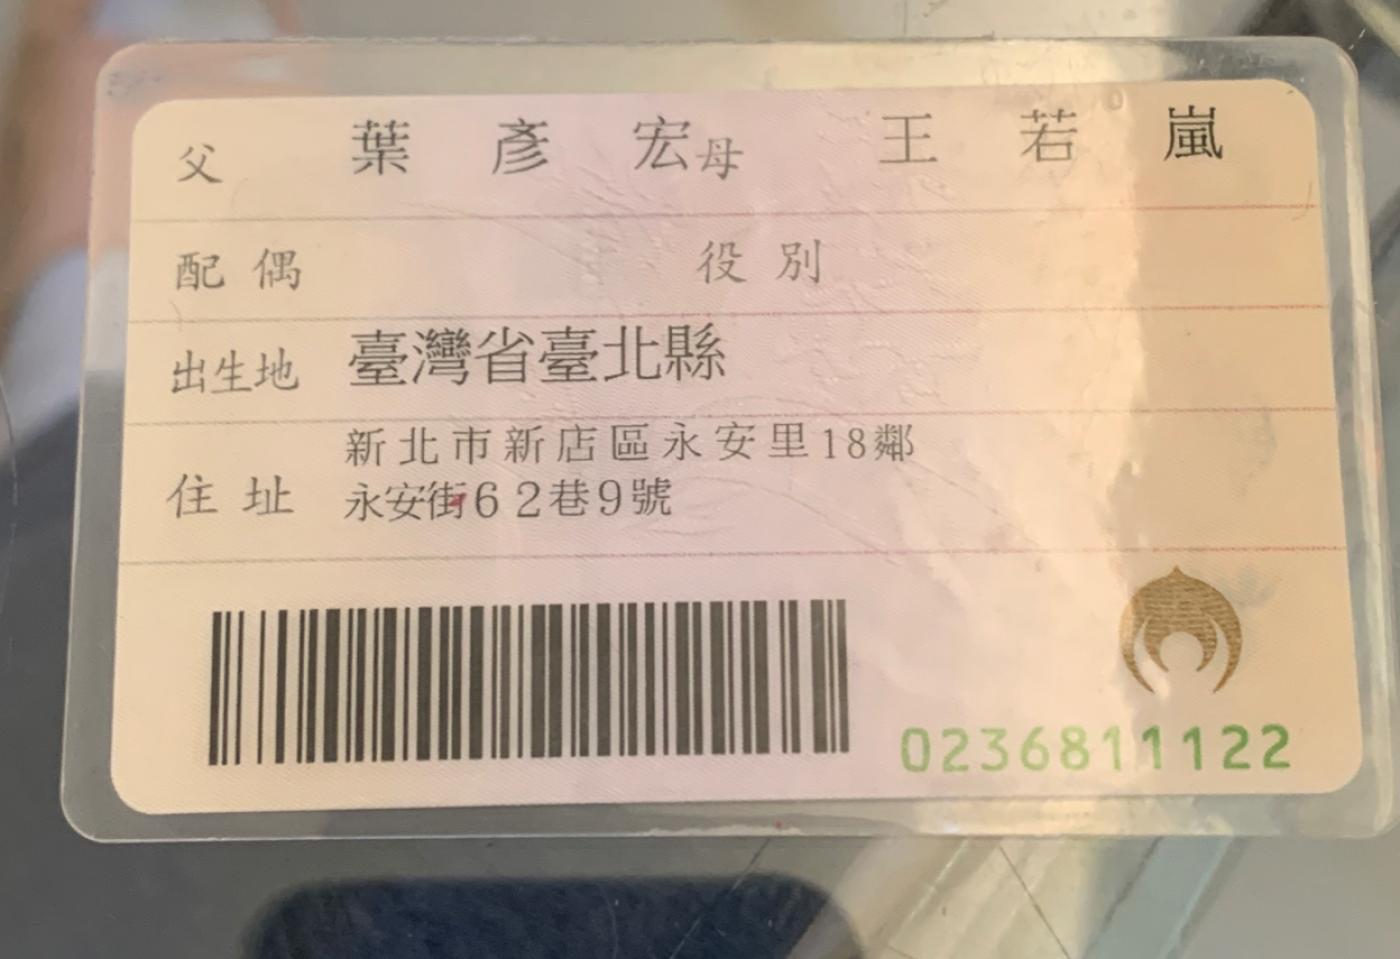 父 葉彥宏 母 王若嵐
配偶 役別
出生地 臺灣省臺北縣
新北市新店區永安里18鄰
住址
永安街62巷9號
0236811122